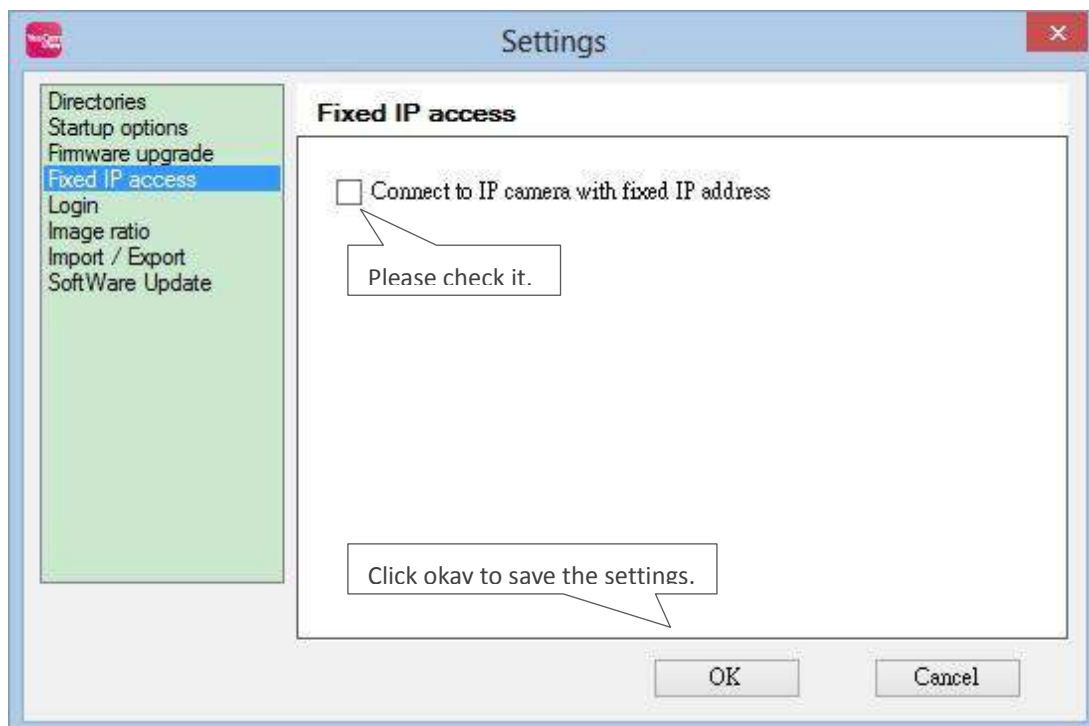 Settings
Directories
Startup options
Firmware upgrade
Fixed IP access
Login
Image ratio
Import / Export
SoftWare Update
Fixed IP access
Connect to IP camera with fixed IP address
Please check it.
Click okay to save the settings.
OK
Cancel